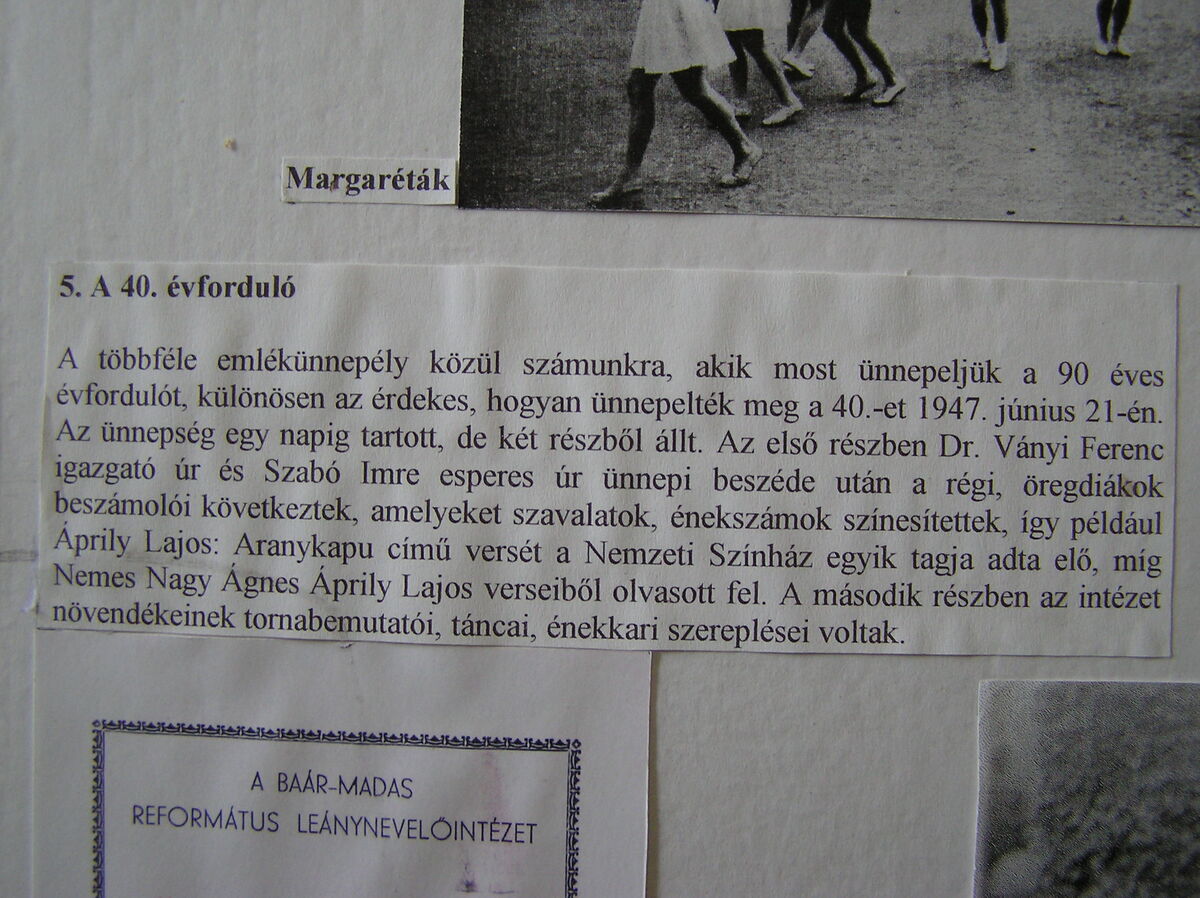 Margaréták
5. A 40. évforduló
A többféle emlékünnepély közül számunkra, akik most ünnepeljük a 90 éves
évfordulót, különösen az érdekes, hogyan ünnepelték meg a 40.-et 1947. június 21-én.
Az ünnepség egy napig tartott, de két részből állt. Az első részben Dr. Ványi Ferenc
igazgató úr és Szabó Imre esperes úr ünnepi beszéde után a régi, öregdiákok
beszámolói következtek, amelyeket szavalatok, énekszámok színesítettek, így például
Áprily Lajos: Aranykapu című versét a Nemzeti Színház egyik tagja adta elő, míg
Nemes Nagy Ágnes Áprily Lajos verseiből olvasott fel. A második részben az intézet
növendékeinek tornabemutatói, táncai, énekkari szereplései voltak.
A BAÁR-MADAS
REFORMÁTUS LEÁNYNEVELŐINTÉZET